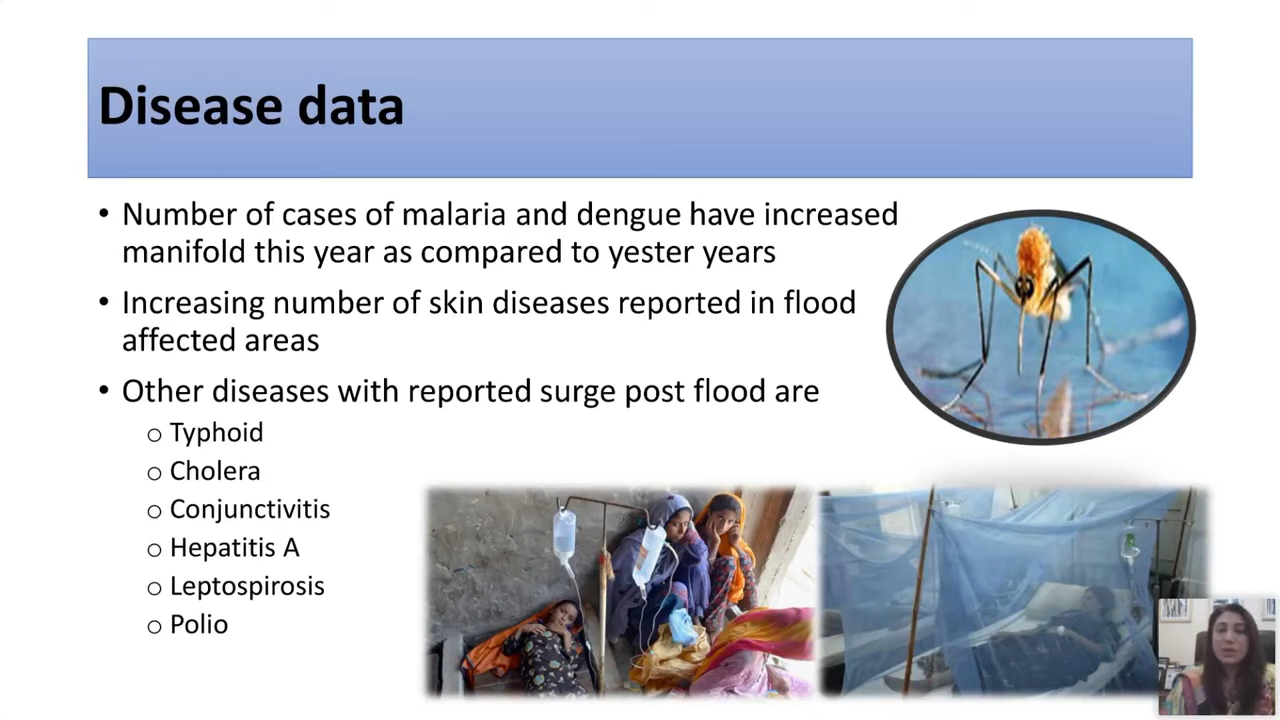 Disease data
• Number of cases of malaria and dengue have increased
manifold this year as compared to yester years
• Increasing number of skin diseases reported in flood
affected areas
• Other diseases with reported surge post flood are
o Typhoid
o Cholera
o Conjunctivitis
o Hepatitis A
o Leptospirosis
o Polio